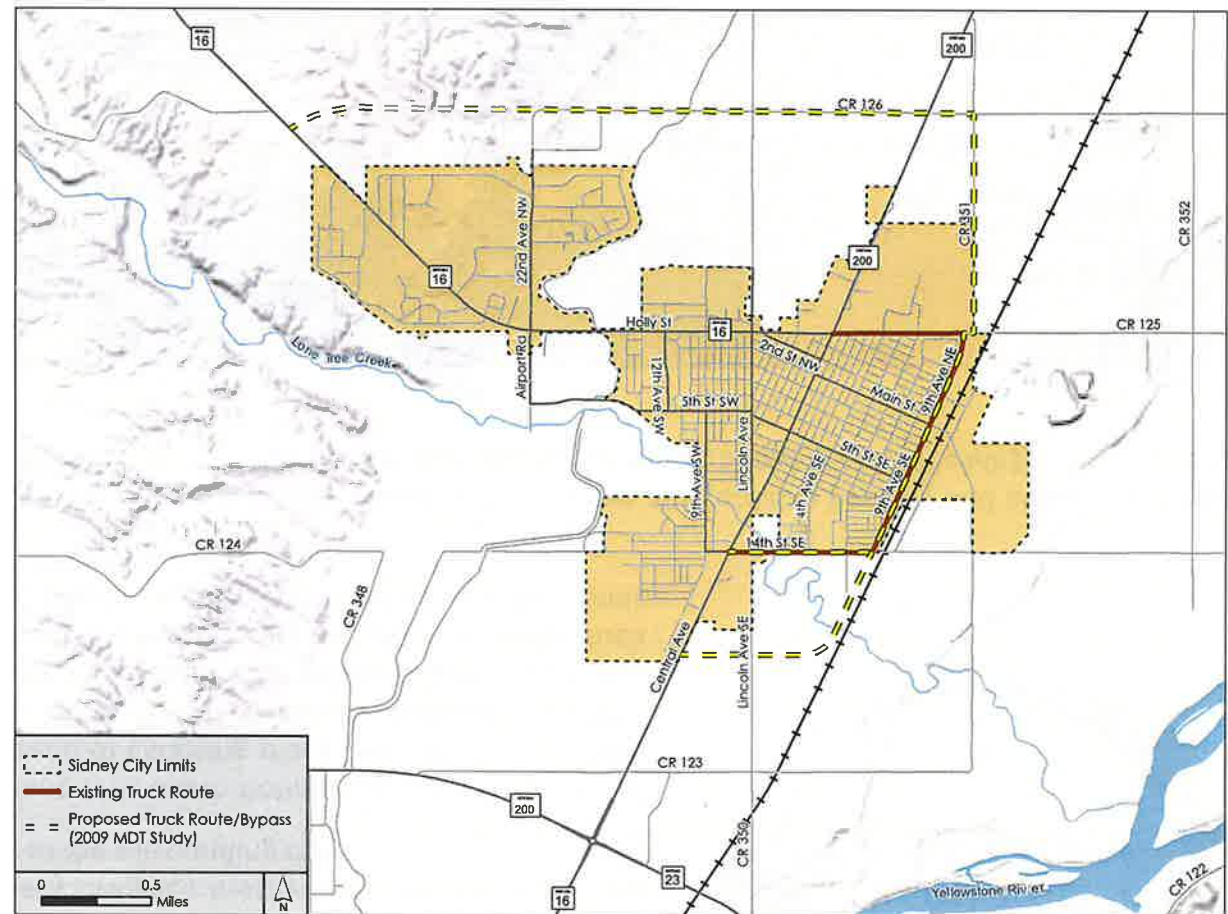 16
200
CR 126
CR 351
CR 352
22nd Ave NW
200
16
Holly St
16
CR 125
Lone Tree Creek
Airport Rd
12th Ave SW
2nd St NW
Main St
9th Ave NE
5th St SW
Lincoln Ave
5th St SE
9th Ave SW
4th Ave SE
9th Ave SE
CR 124
14th St SE
CR 348
Central Ave
Lincoln Ave SE
CR 123
Sidney City Limits
Existing Truck Route
Proposed Truck Route/Bypass
(2009 MDT Study)
0 0.5
Miles
N
200
CR 350
23
16
Yellowstone River
CR 122